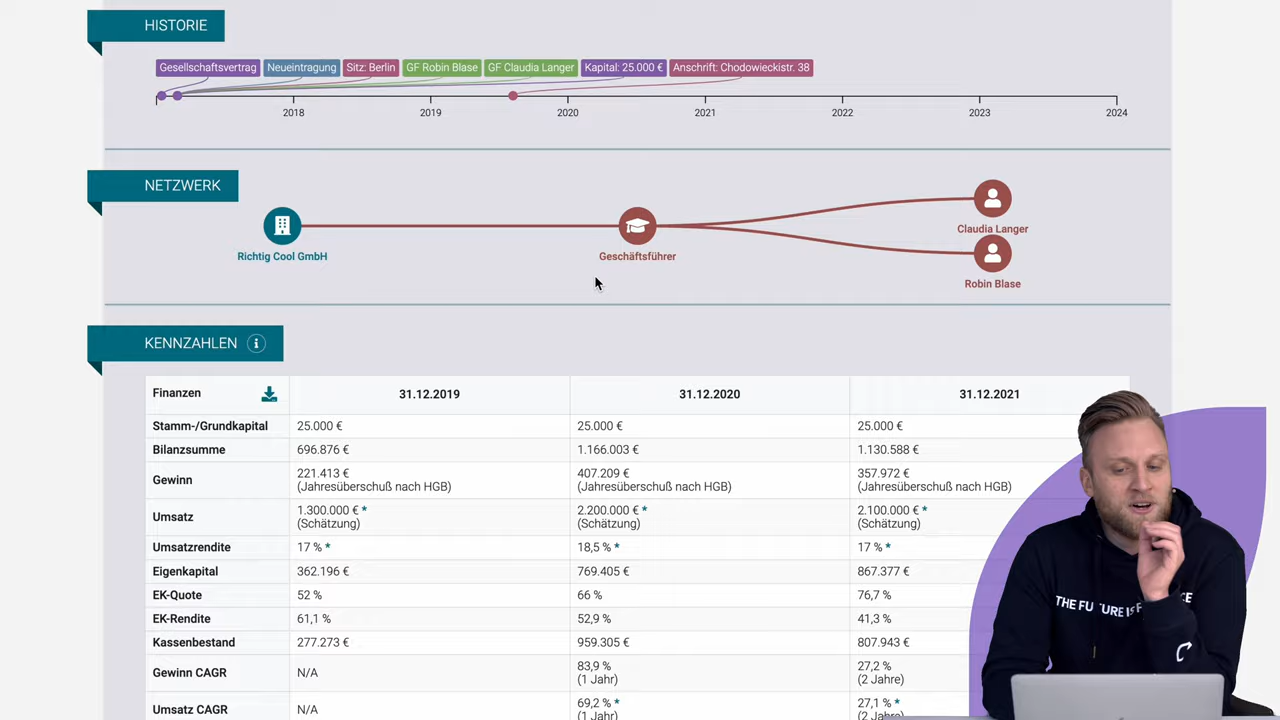 HISTORIE
Gesellschaftsvertrag Neueintragung Sitz: Berlin GF Robin Blase GF Claudia Langer Kapital: 25.000 € Anschrift: Chodowieckistr. 38
2018 2019 2020 2021 2022 2023 2024
NETZWERK
Richtig Cool GmbH
Geschäftsführer
Claudia Langer
Robin Blase
KENNZAHLEN i
Finanzen 31.12.2019 31.12.2020 31.12.2021
Stamm-/Grundkapital 25.000 € 25.000 € 25.000 €
Bilanzsumme 696.876 € 1.166.003 € 1.130.588 €
Gewinn 221.413 € (Jahresüberschuß nach HGB) 407.209 € (Jahresüberschuß nach HGB) 357.972 € (Jahresüberschuß nach HGB)
Umsatz 1.300.000 € * (Schätzung) 2.200.000 € * (Schätzung) 2.100.000 € * (Schätzung)
Umsatzrendite 17 % * 18,5 % * 17 % *
Eigenkapital 362.196 € 769.405 € 867.377 €
EK-Quote 52 % 66 % 76,7 %
EK-Rendite 61,1 % 52,9 % 41,3 %
Kassenbestand 277.273 € 959.305 € 807.943 €
Gewinn CAGR N/A 83,9 % (1 Jahr) 27,2 % (2 Jahre)
Umsatz CAGR N/A 69,2 % * (1 Jahr) 27,1 % * (2 Jahre)
THE FUTURE IS